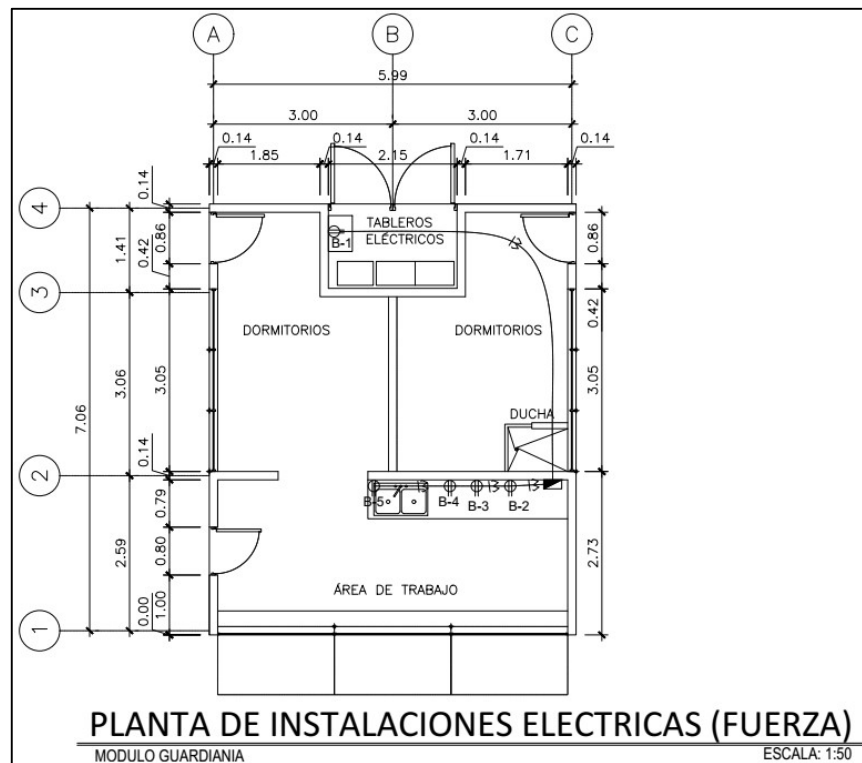 A B C
5.99
3.00 3.00
0.14 0.14 0.14 0.14
1.85 2.15 1.71
4
0.14
TABLEROS
ELÉCTRICOS
B-1
1.41
0.42 0.86
0.86
3
0.42
DORMITORIOS DORMITORIOS
7.06
3.06
3.05
3.05
DUCHA
0.14
2
B-5 B-4 B-3 B-2
0.79
2.59
0.80
2.73
ÁREA DE TRABAJO
0.00
1.00
1
PLANTA DE INSTALACIONES ELECTRICAS (FUERZA)
MODULO GUARDIANIA ESCALA: 1:50